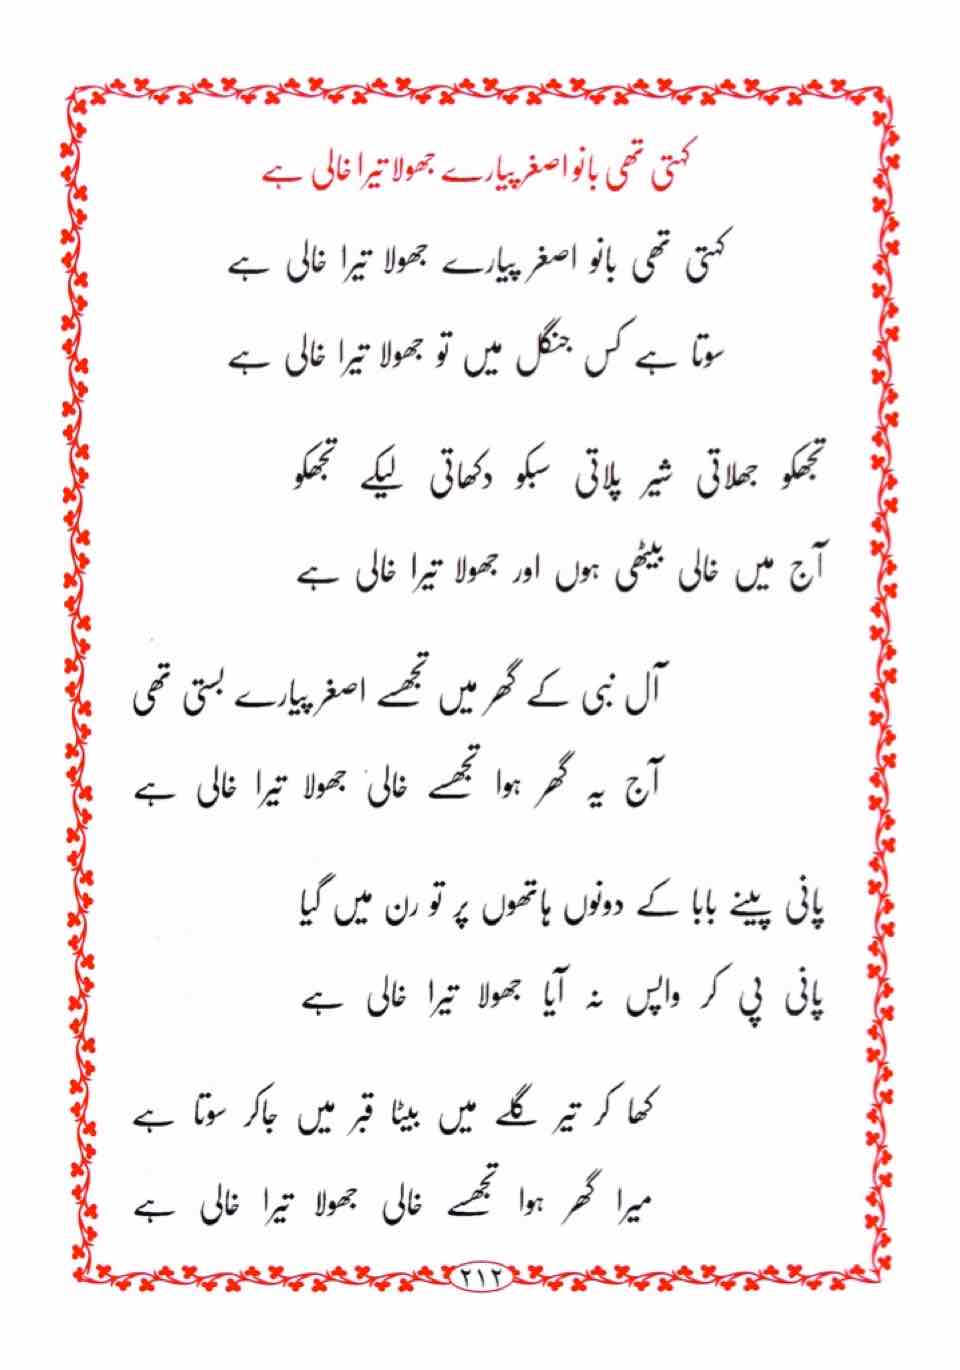 کہتی تھی بانو اصغر پیارے جھولا تیرا خالی ہے
کہتی تھی بانو اصغر پیارے جھولا تیرا خالی ہے
سوتا ہے کس جنگل میں تو جھولا تیرا خالی ہے
تجھکو جھلاتی شیر پلاتی سبکو دکھاتی لیکے تجھکو
آج میں خالی بیٹھی ہوں اور جھولا تیرا خالی ہے
آل نبی کے گھر میں تجھسے اصغر پیارے بستی تھی
آج یہ گھر ہوا تجھسے خالی جھولا تیرا خالی ہے
پانی پینے بابا کے دونوں ہاتھوں پر تو رن میں گیا
پانی پی کر واپس نہ آیا جھولا تیرا خالی ہے
کھا کر تیر گلے میں بیٹا قبر میں جاکر سوتا ہے
میرا گھر ہوا تجھسے خالی جھولا تیرا خالی ہے
۲۱۲